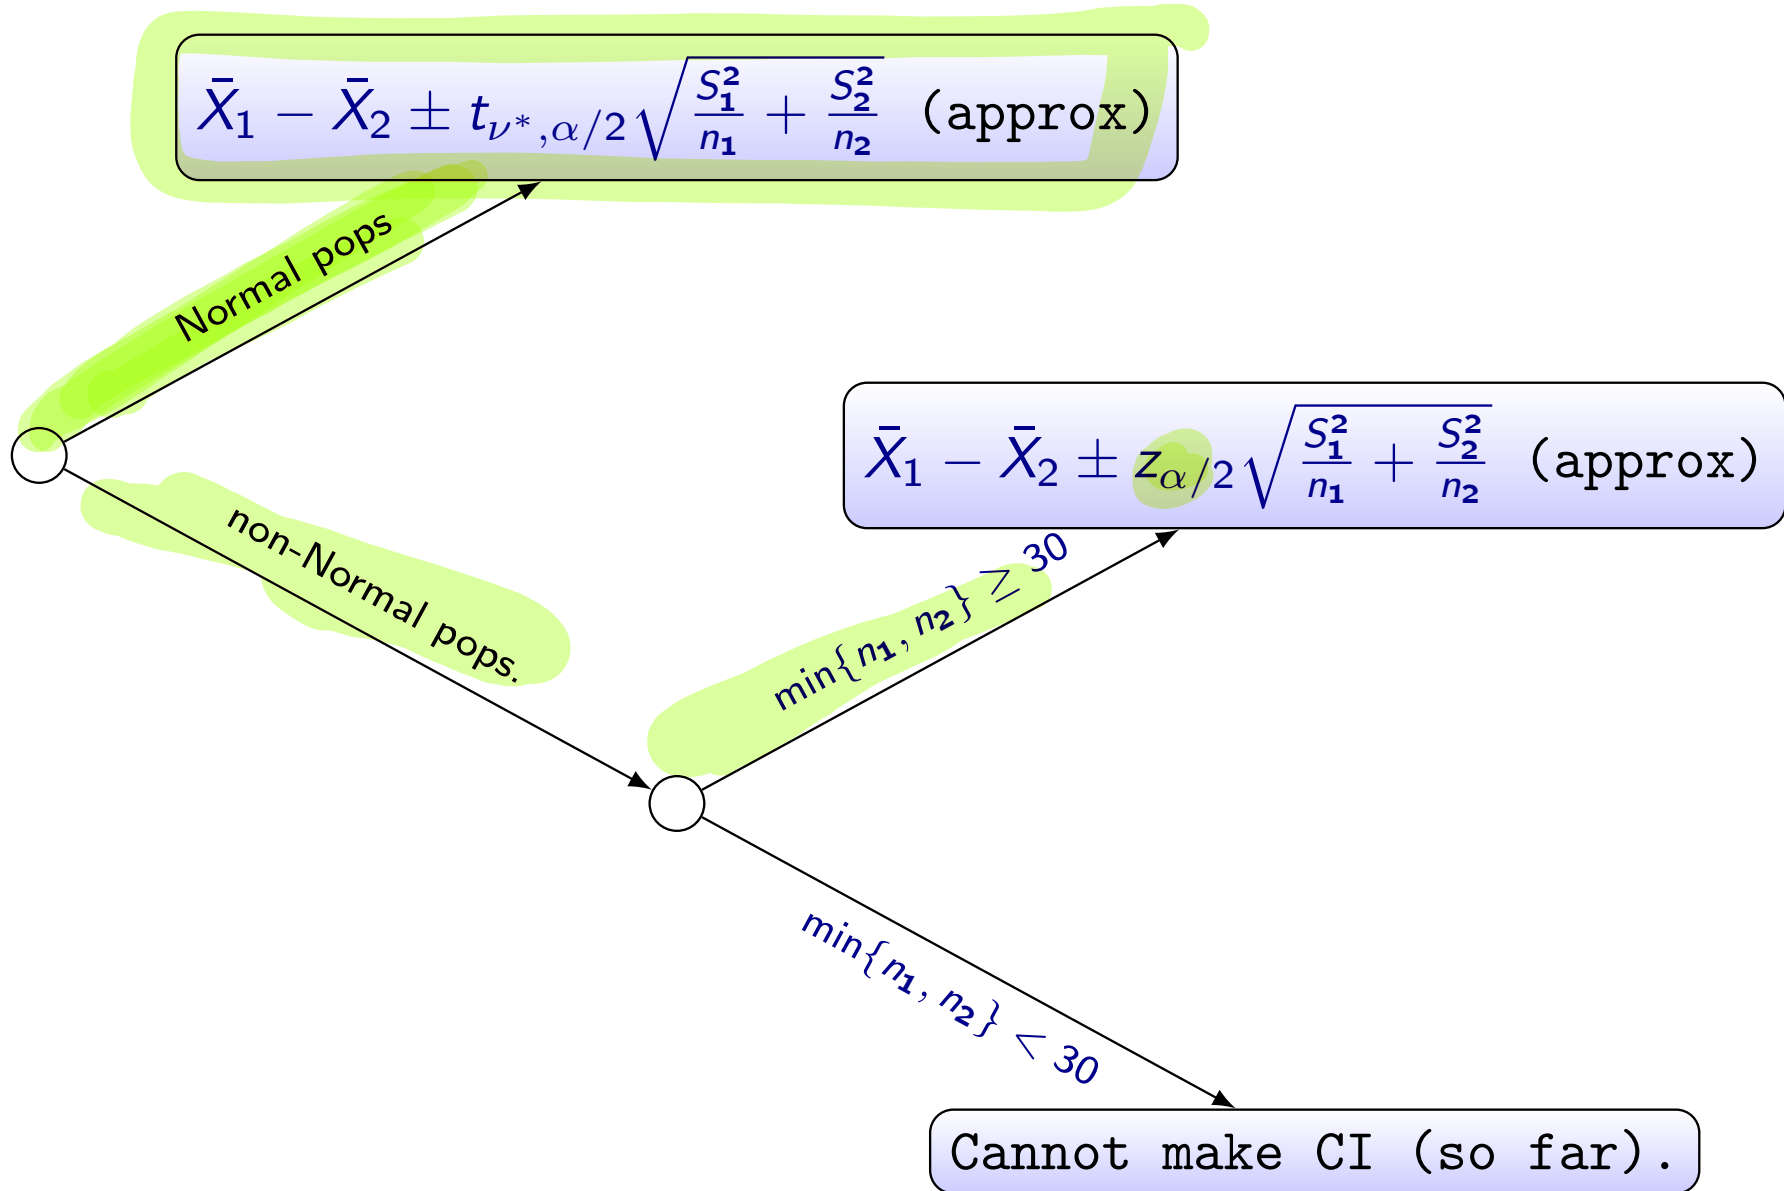 X̄₁ − X̄₂ ± t_{ν*,α/2}√(S₁²/n₁ + S₂²/n₂) (approx)
Normal pops
X̄₁ − X̄₂ ± z_{α/2}√(S₁²/n₁ + S₂²/n₂) (approx)
non-Normal pops.
min{n₁, n₂} ≥ 30
min{n₁, n₂} < 30
Cannot make CI (so far).